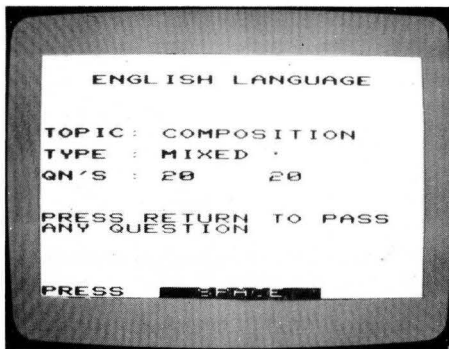 ENGLISH LANGUAGE
TOPIC : COMPOSITION
TYPE : MIXED
QN'S : 20 20
PRESS RETURN TO PASS
ANY QUESTION
PRESS SPACE